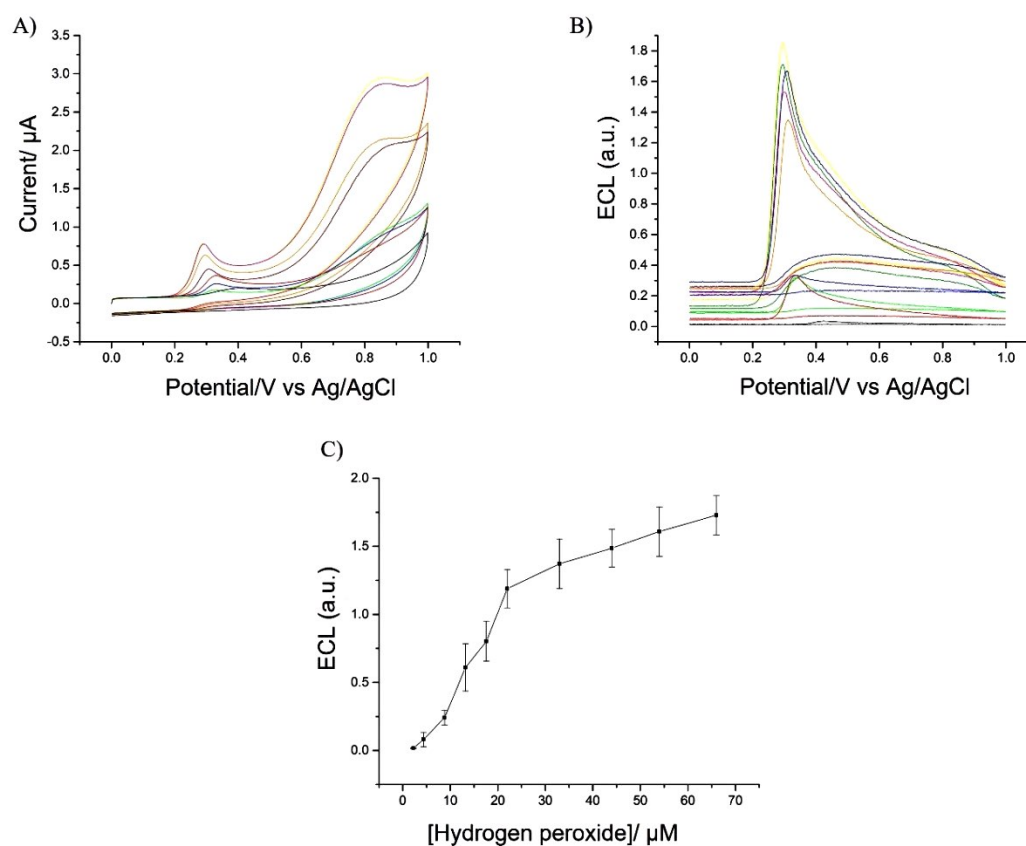 A)
3.5
3.0
2.5
2.0
1.5
1.0
0.5
0.0
-0.5
Current/ µA
0.0 0.2 0.4 0.6 0.8 1.0
Potential/V vs Ag/AgCl
B)
1.8
1.6
1.4
1.2
1.0
0.8
0.6
0.4
0.2
0.0
ECL (a.u.)
0.0 0.2 0.4 0.6 0.8 1.0
Potential/V vs Ag/AgCl
C)
2.0
1.5
1.0
0.5
0.0
ECL (a.u.)
0 10 20 30 40 50 60 70
[Hydrogen peroxide]/ µM